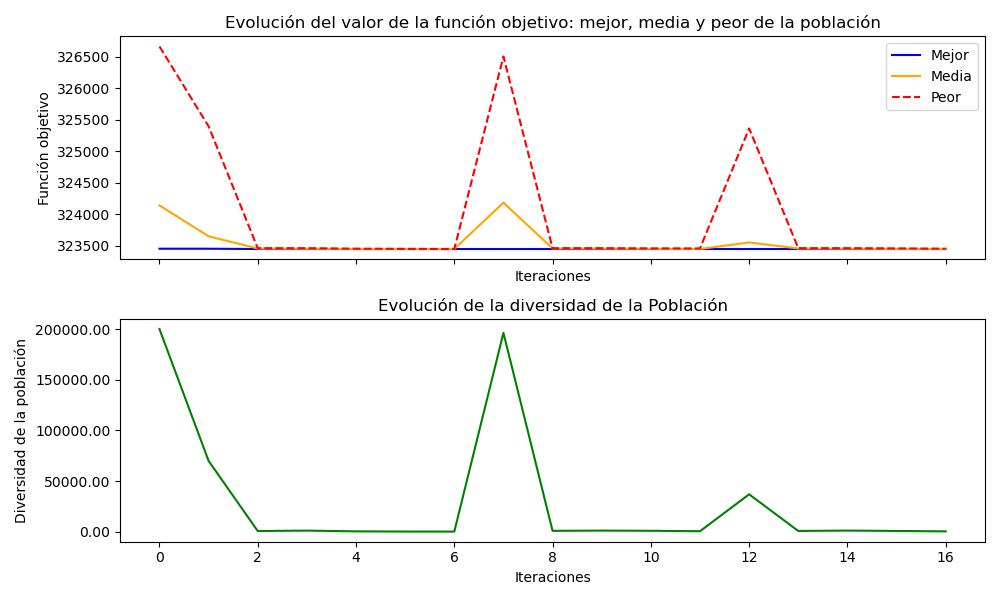 Evolución del valor de la función objetivo: mejor, media y peor de la población
Función objetivo
326500
326000
325500
325000
324500
324000
323500
Mejor
Media
Peor
Iteraciones
Evolución de la diversidad de la Población
Diversidad de la población
200000.00
150000.00
100000.00
50000.00
0.00
0 2 4 6 8 10 12 14 16
Iteraciones